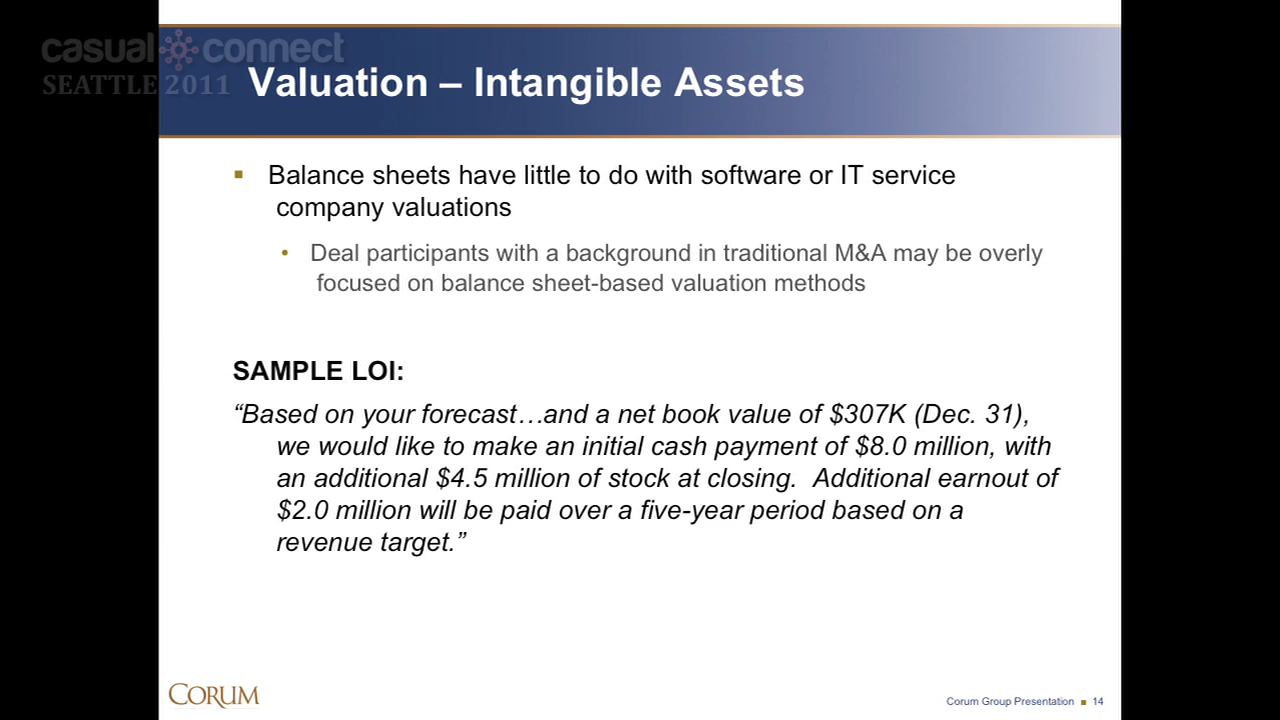 casual connect
SEATTLE 2011
Valuation – Intangible Assets
▪ Balance sheets have little to do with software or IT service
company valuations
• Deal participants with a background in traditional M&A may be overly
focused on balance sheet-based valuation methods
SAMPLE LOI:
“Based on your forecast…and a net book value of $307K (Dec. 31),
we would like to make an initial cash payment of $8.0 million, with
an additional $4.5 million of stock at closing.  Additional earnout of
$2.0 million will be paid over a five-year period based on a
revenue target.”
CORUM
Corum Group Presentation ▪ 14